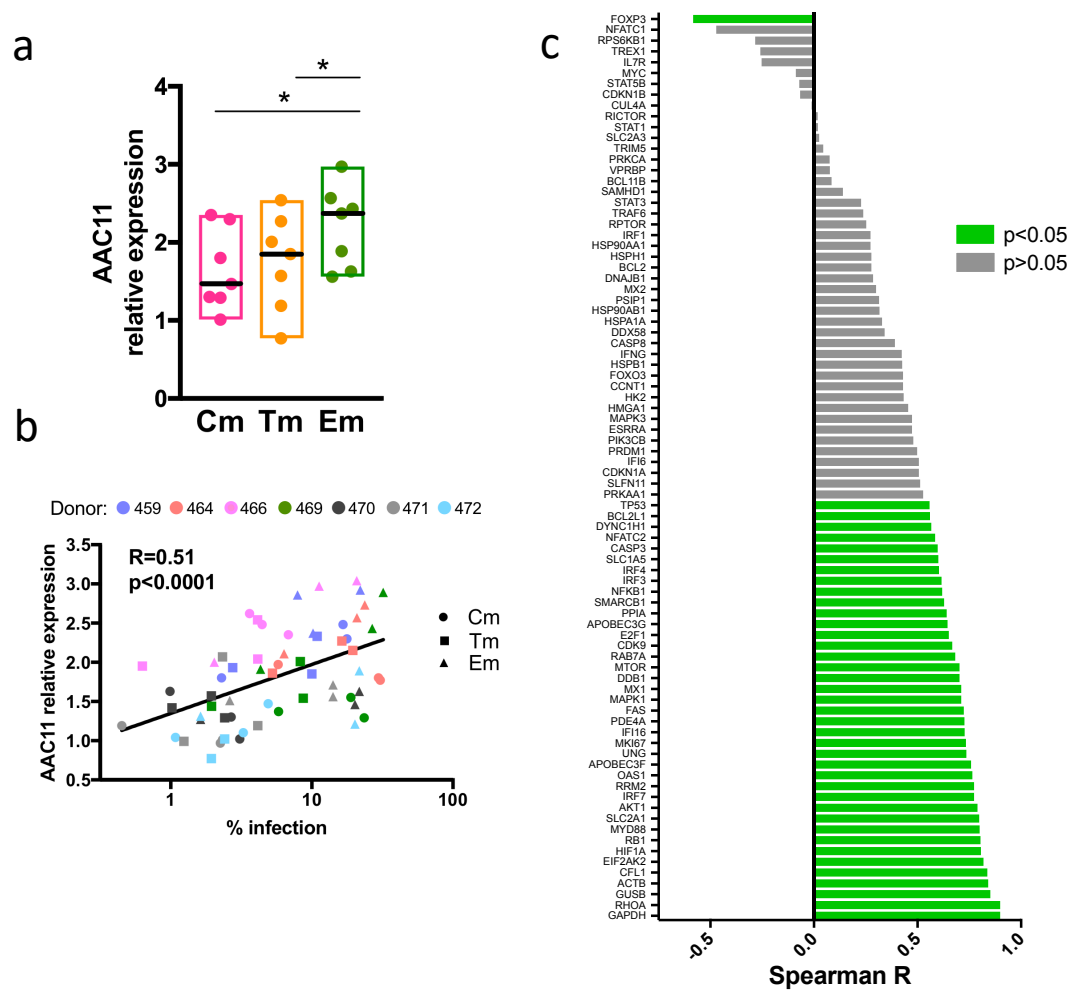 a
*
*
4
3
2
1
0
AAC11
relative expression
Cm Tm Em
b
Donor: 459 464 466 469 470 471 472
3.5
3.0
2.5
2.0
1.5
1.0
0.5
R=0.51
p<0.0001
AAC11 relative expression
1 10 100
% infection
Cm
Tm
Em
c
FOXP3
NFATC1
RPS6KB1
TREX1
IL7R
MYC
STAT5B
CDKN1B
CUL4A
RICTOR
STAT1
SLC2A3
TRIM5
PRKCA
VPRBP
BCL11B
SAMHD1
STAT3
TRAF6
RPTOR
IRF1
HSP90AA1
HSPH1
BCL2
DNAJB1
MX2
PSIP1
HSP90AB1
HSPA1A
DDX58
CASP8
IFNG
HSPB1
FOXO3
CCNT1
HK2
HMGA1
MAPK3
ESRRA
PIK3CB
PRDM1
IFI6
CDKN1A
SLFN11
PRKAA1
TP53
BCL2L1
DYNC1H1
NFATC2
CASP3
SLC1A5
IRF4
IRF3
NFKB1
SMARCB1
PPIA
APOBEC3G
E2F1
CDK9
RAB7A
MTOR
DDB1
MX1
MAPK1
FAS
PDE4A
IFI16
MKI67
UNG
APOBEC3F
OAS1
RRM2
IRF7
AKT1
SLC2A1
MYD88
RB1
HIF1A
EIF2AK2
CFL1
ACTB
GUSB
RHOA
GAPDH
p<0.05
p>0.05
-0.5 0.0 0.5 1.0
Spearman R